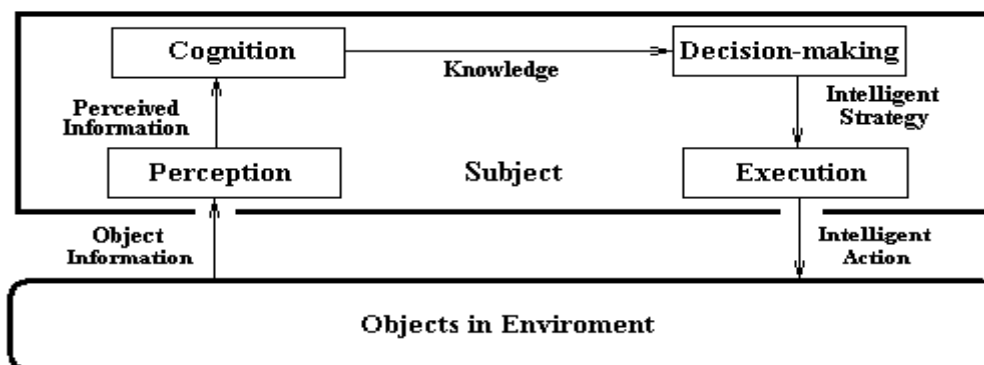 Cognition
Decision-making
Knowledge
Perceived
Information
Intelligent
Strategy
Perception
Subject
Execution
Object
Information
Intelligent
Action
Objects in Enviroment